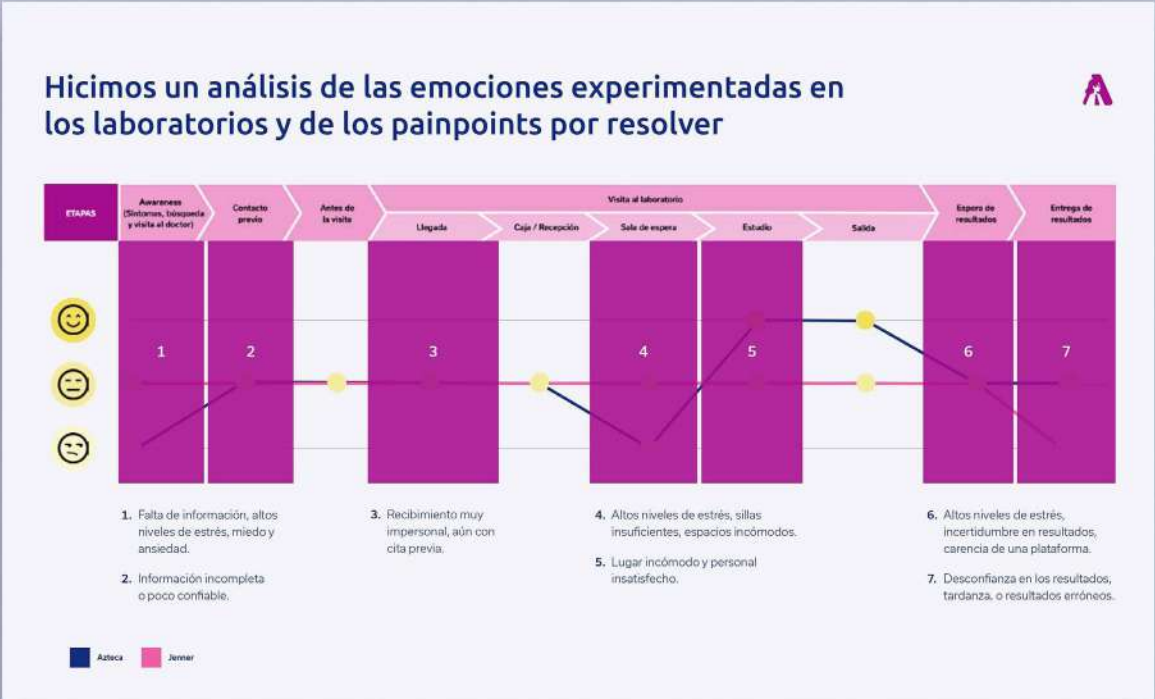 Hicimos un análisis de las emociones experimentadas en
los laboratorios y de los painpoints por resolver
ETAPAS
Awareness
(Síntomas, búsqueda
y visita al doctor)
Contacto
previo
Antes de
la visita
Visita al laboratorio
Llegada
Caja / Recepción
Sala de espera
Estudio
Salida
Espera de
resultados
Entrega de
resultados
1
2
3
4
5
6
7
1. Falta de información, altos
niveles de estrés, miedo y
ansiedad.
2. Información incompleta
o poco confiable.
3. Recibimiento muy
impersonal, aún con
cita previa.
4. Altos niveles de estrés, sillas
insuficientes, espacios incómodos.
5. Lugar incómodo y personal
insatisfecho.
6. Altos niveles de estrés,
incertidumbre en resultados,
carencia de una plataforma.
7. Desconfianza en los resultados,
tardanza, o resultados erróneos.
Azteca
Jenner